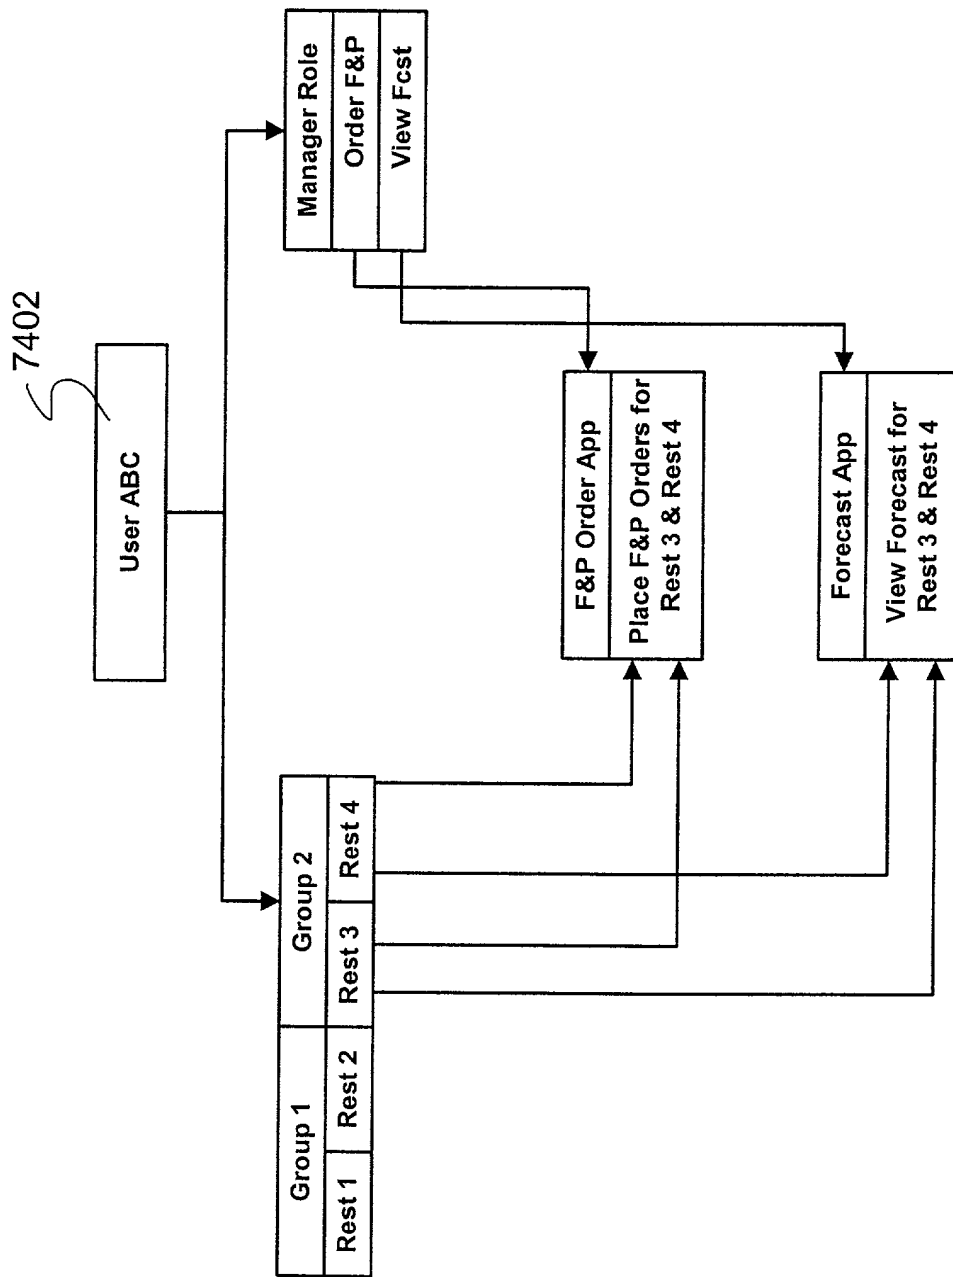 7402
User ABC
Group 1
Group 2
Rest 1
Rest 2
Rest 3
Rest 4
Manager Role
Order F&P
View Fcst
F&P Order App
Place F&P Orders for
Rest 3 & Rest 4
Forecast App
View Forecast for
Rest 3 & Rest 4